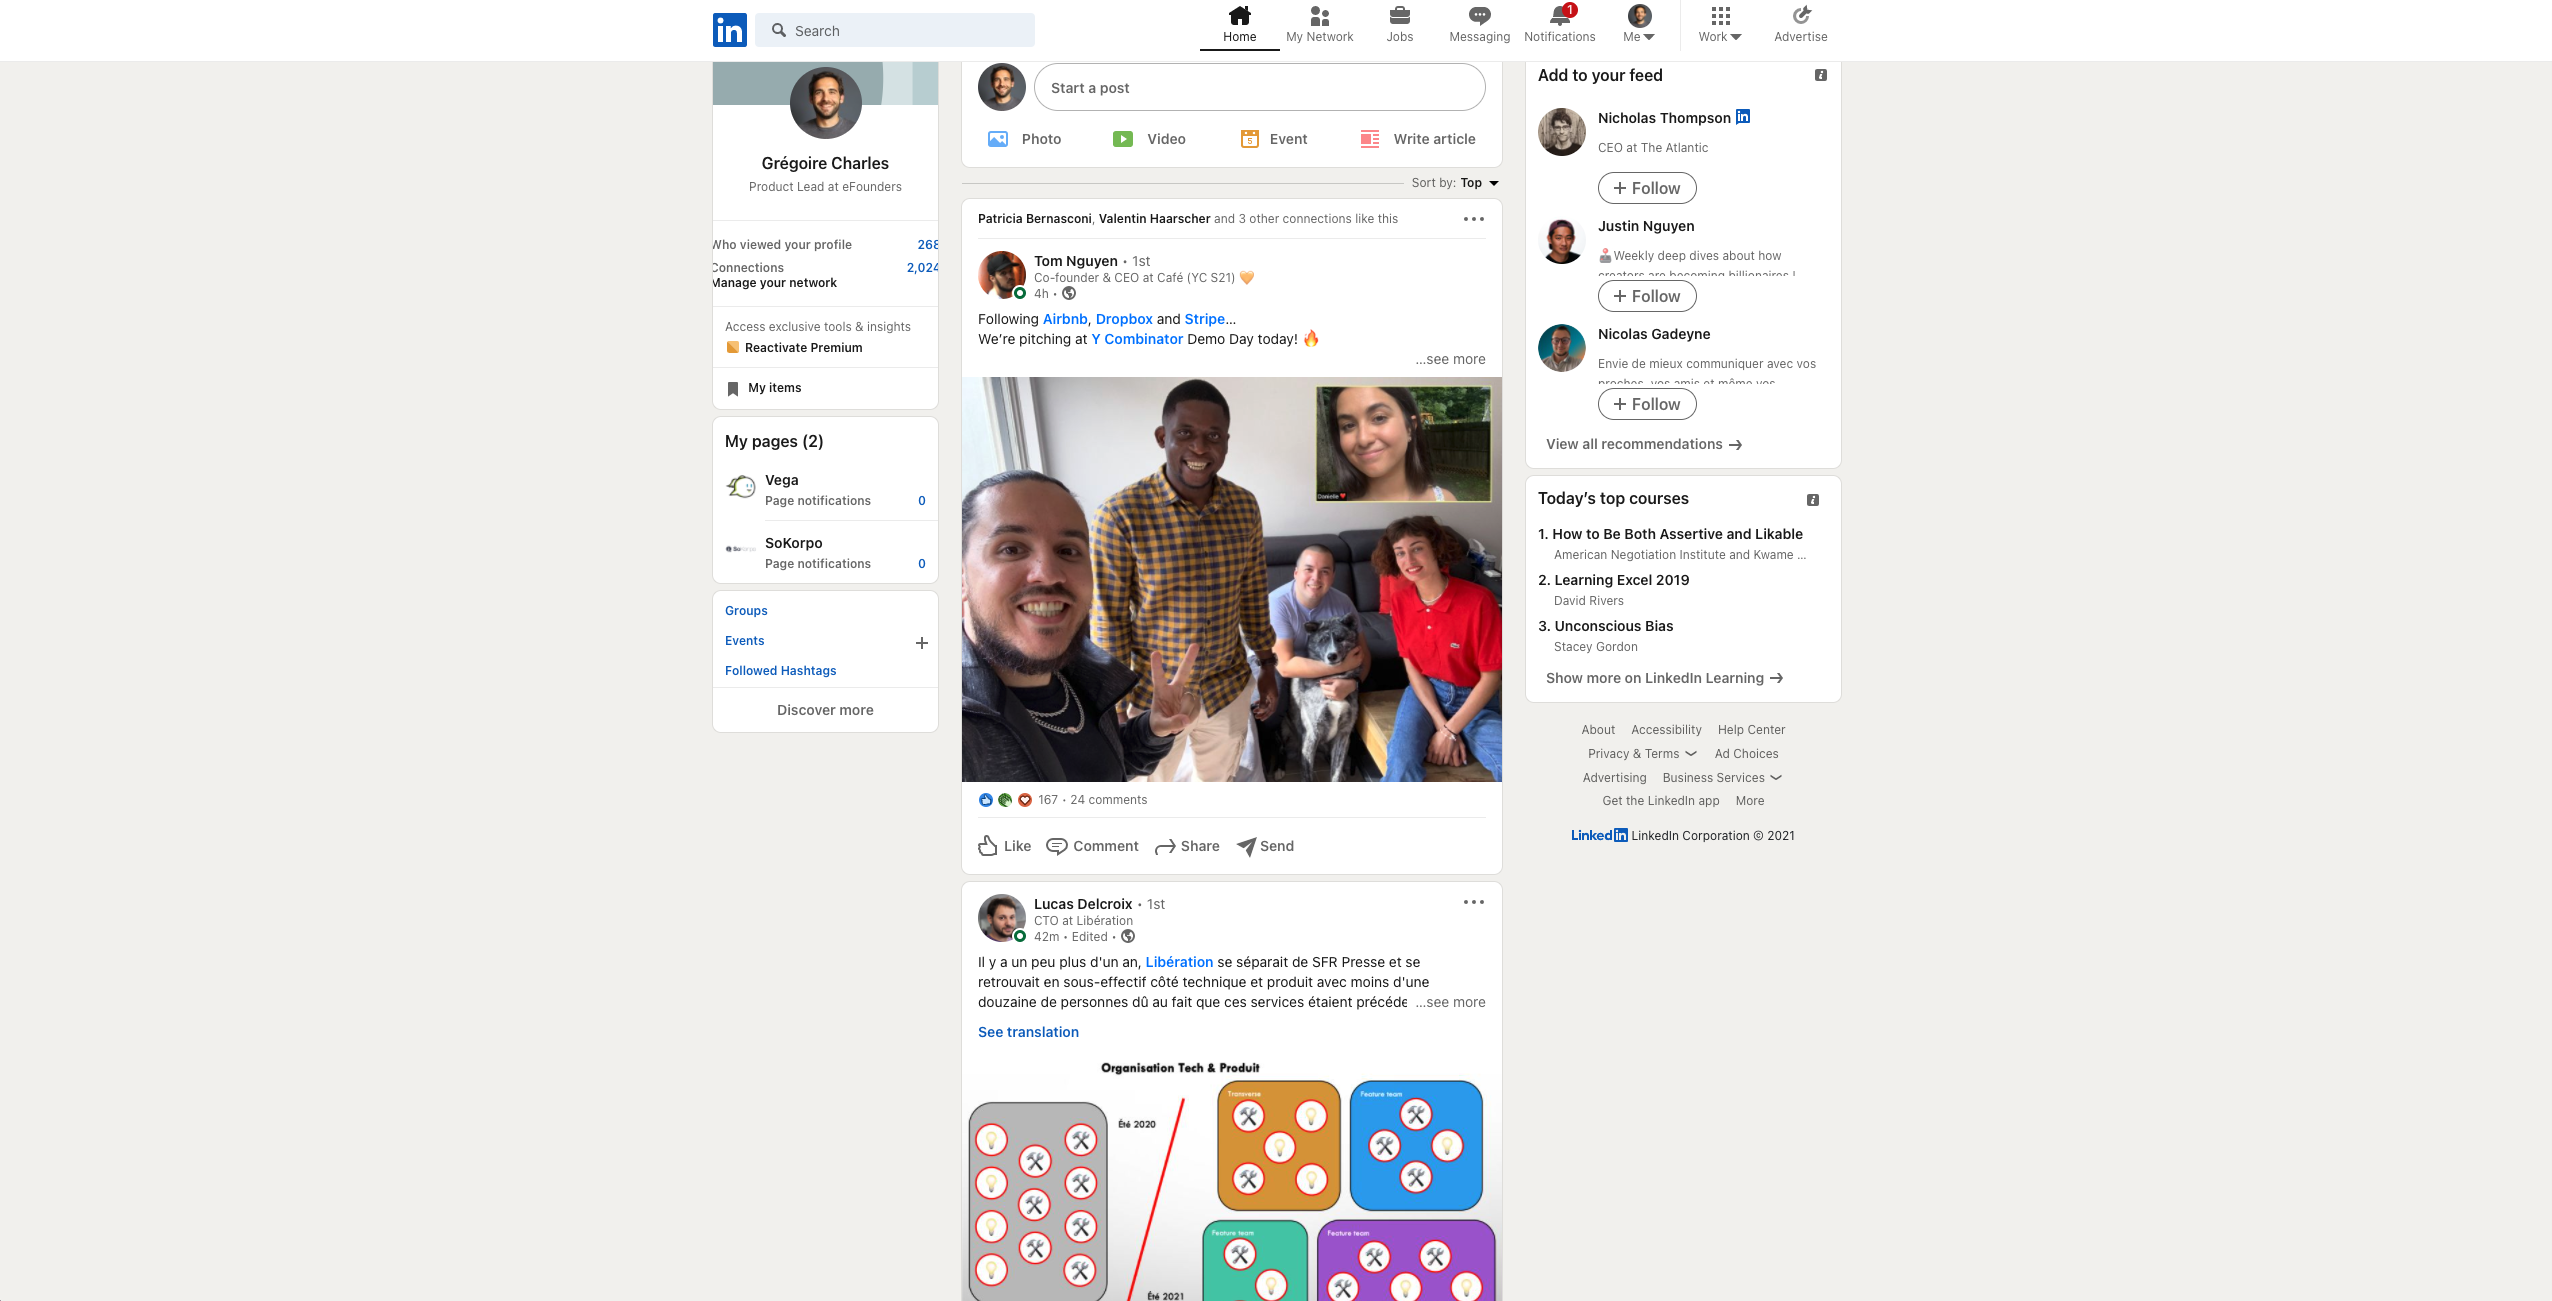 in
Search
Home
My Network
Jobs
Messaging
1
Notifications
Me
Work
Advertise
Grégoire Charles
Product Lead at eFounders
Who viewed your profile 268
Connections 2,024
Manage your network
Access exclusive tools & insights
Reactivate Premium
My items
My pages (2)
Vega
Page notifications 0
SoKorpo
Page notifications 0
Groups
Events
Followed Hashtags
Discover more
Start a post
Photo
Video
5
Event
Write article
Sort by: Top
Patricia Bernasconi, Valentin Haarscher and 3 other connections like this
Tom Nguyen • 1st
Co-founder & CEO at Café (YC S21) 🧡
4h •
Following Airbnb, Dropbox and Stripe…
We’re pitching at Y Combinator Demo Day today! 🔥
…see more
Danielle
167 • 24 comments
Like
Comment
Share
Send
Lucas Delcroix • 1st
CTO at Libération
42m • Edited •
Il y a un peu plus d'un an, Libération se séparait de SFR Presse et se
retrouvait en sous-effectif côté technique et produit avec moins d'une
douzaine de personnes dû au fait que ces services étaient précéde …see more
See translation
Organisation Tech & Produit
Été 2020
Transverse
Feature team
Feature team
Feature team
Été 2021
Add to your feed
Nicholas Thompson in
CEO at The Atlantic
+ Follow
Justin Nguyen
🕹️Weekly deep dives about how
creators are becoming billionaires |
+ Follow
Nicolas Gadeyne
Envie de mieux communiquer avec vos
proches, vos amis et même vos
+ Follow
View all recommendations →
Today’s top courses
1. How to Be Both Assertive and Likable
American Negotiation Institute and Kwame ...
2. Learning Excel 2019
David Rivers
3. Unconscious Bias
Stacey Gordon
Show more on LinkedIn Learning →
About Accessibility Help Center
Privacy & Terms Ad Choices
Advertising Business Services
Get the LinkedIn app More
LinkedIn LinkedIn Corporation © 2021